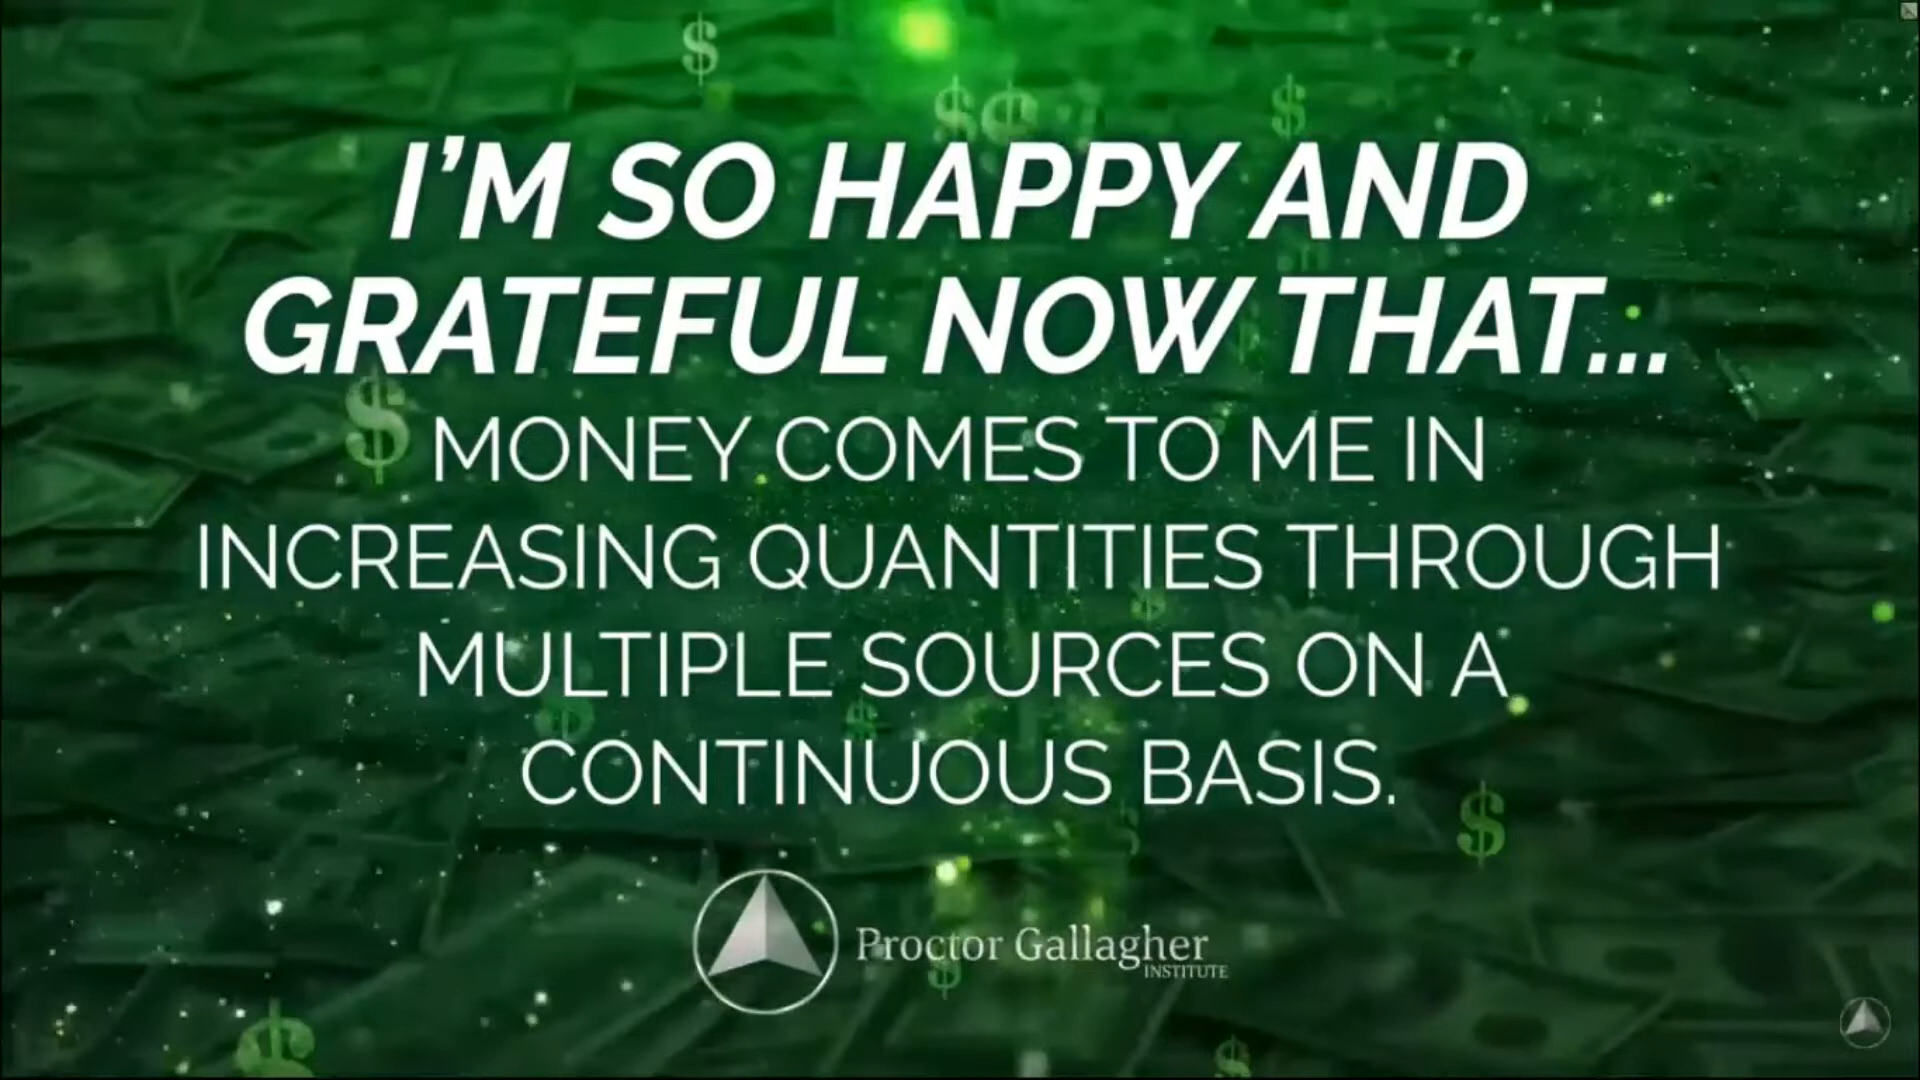 I'M SO HAPPY AND
GRATEFUL NOW THAT...
MONEY COMES TO ME IN
INCREASING QUANTITIES THROUGH
MULTIPLE SOURCES ON A
CONTINUOUS BASIS.
Proctor Gallagher
INSTITUTE